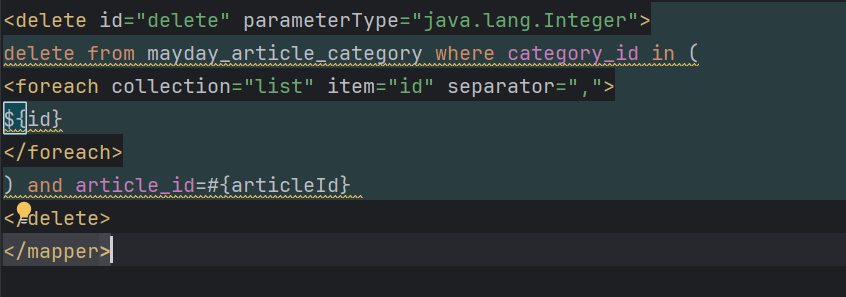 <delete id="delete" parameterType="java.lang.Integer">
delete from mayday_article_category where category_id in (
<foreach collection="list" item="id" separator=",">
${id}
</foreach>
) and article_id=#{articleId}
</delete>
</mapper>